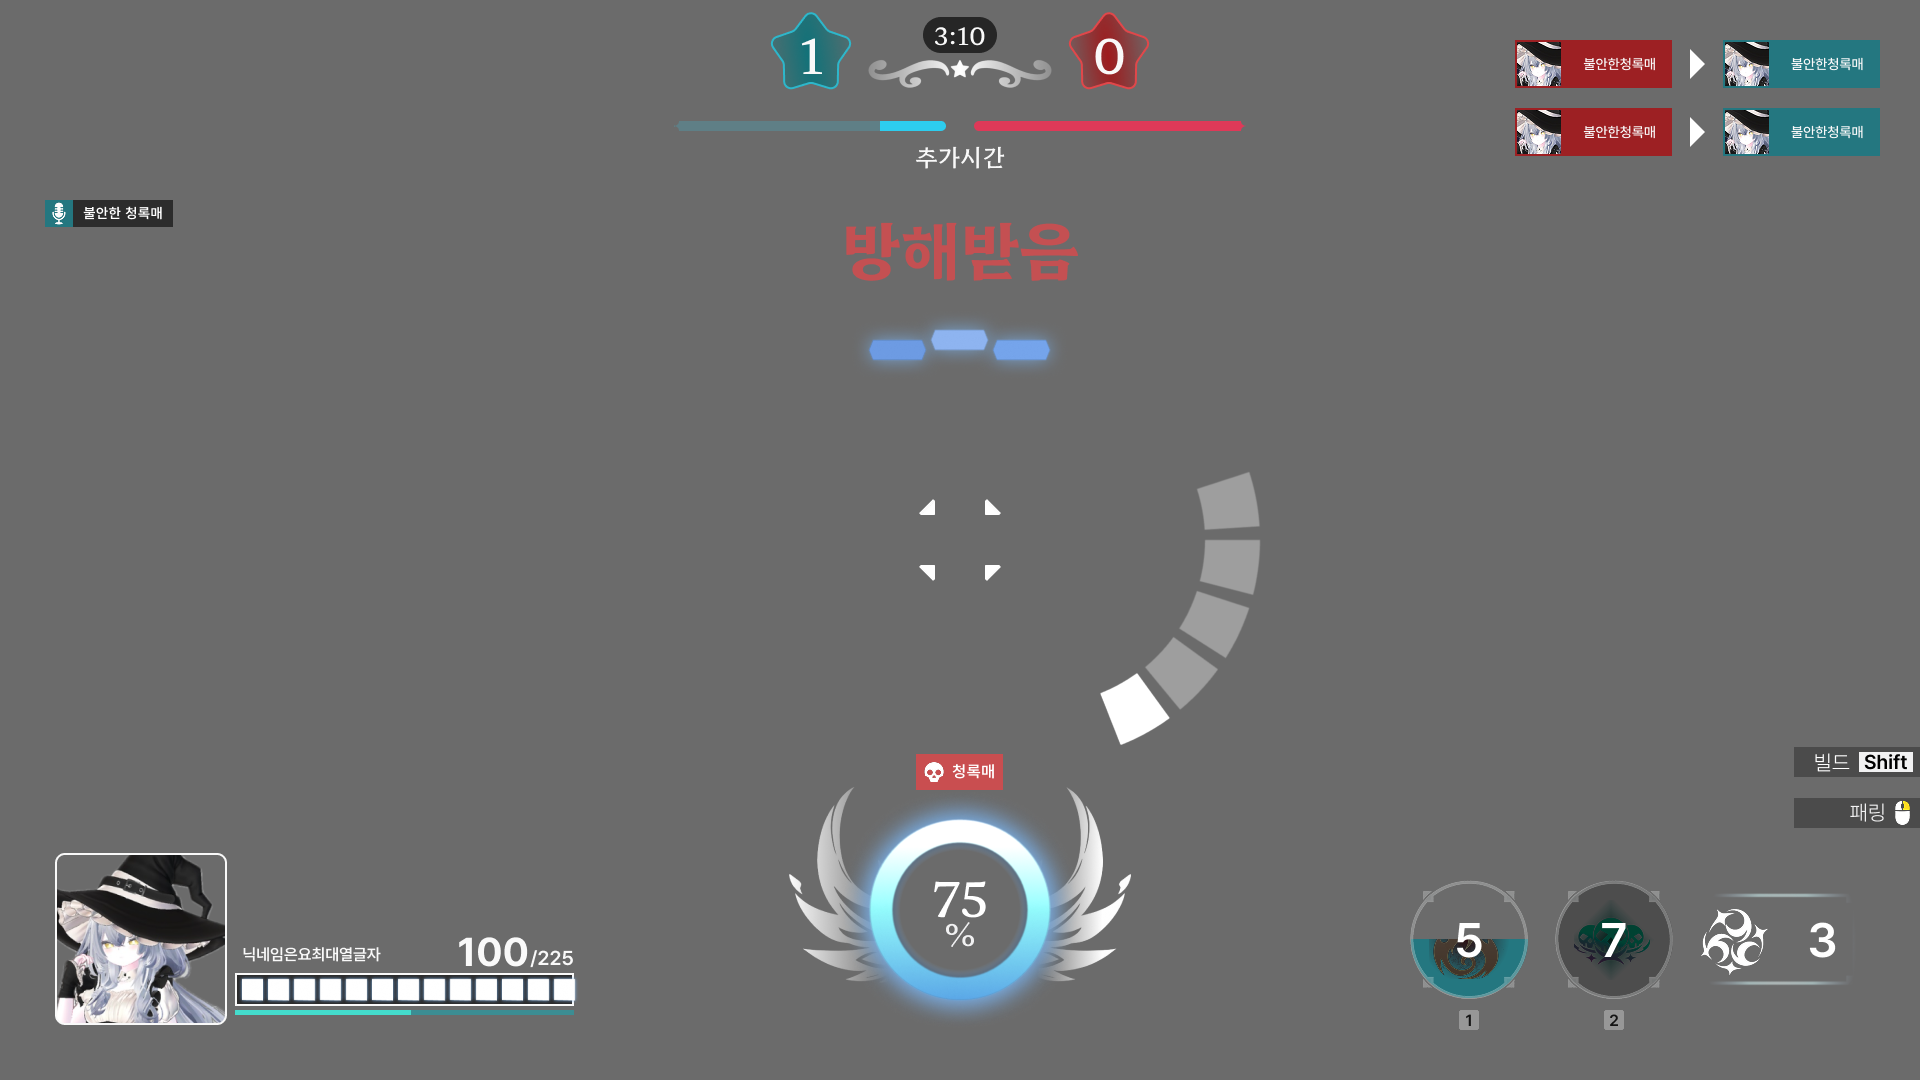 1
3:10
0
불안한청록매
불안한청록매
불안한청록매
불안한청록매
추가시간
불안한 청록매
방해받음
청록매
빌드 Shift
패링
75
%
닉네임은요최대열글자
100/225
5
7
3
1
2